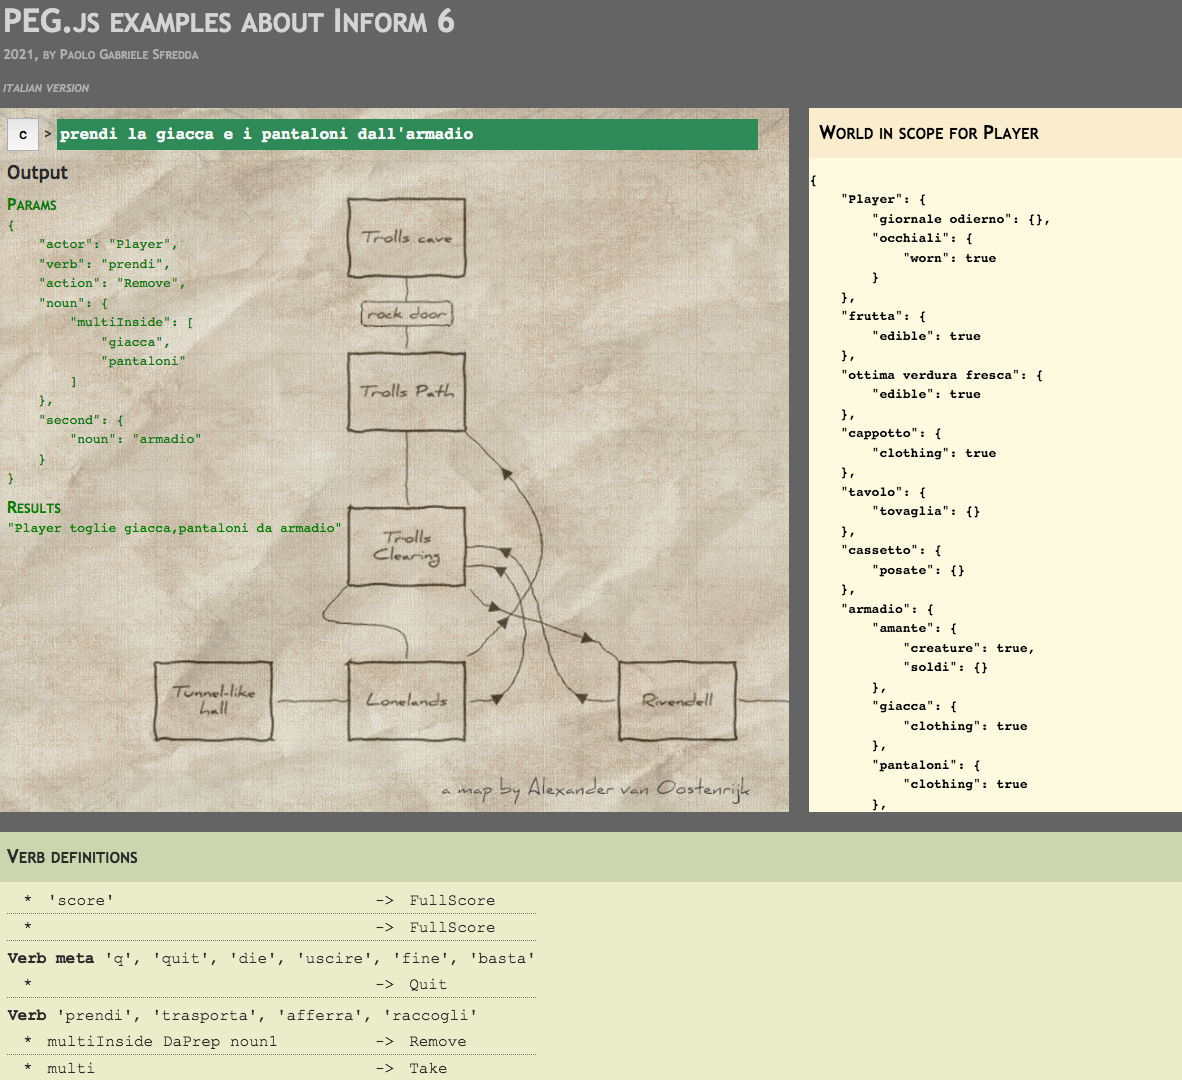 PEG.js examples about Inform 6
2021, by Paolo Gabriele Sfredda
italian version
c > prendi la giacca e i pantaloni dall'armadio
Output
Params
{
"actor": "Player",
"verb": "prendi",
"action": "Remove",
"noun": {
"multiInside": [
"giacca",
"pantaloni"
]
},
"second": {
"noun": "armadio"
}
}
Results
"Player toglie giacca,pantaloni da armadio"
Trolls cave
rock door
Trolls Path
Trolls
Clearing
Tunnel-like
hall
Lonelands
Rivendell
a map by Alexander van Oostenrijk
World in scope for Player
{
"Player": {
"giornale odierno": {},
"occhiali": {
"worn": true
}
},
"frutta": {
"edible": true
},
"ottima verdura fresca": {
"edible": true
},
"cappotto": {
"clothing": true
},
"tavolo": {
"tovaglia": {}
},
"cassetto": {
"posate": {}
},
"armadio": {
"amante": {
"creature": true,
"soldi": {}
},
"giacca": {
"clothing": true
},
"pantaloni": {
"clothing": true
},
Verb definitions
* 'score' -> FullScore
* -> FullScore
Verb meta 'q', 'quit', 'die', 'uscire', 'fine', 'basta'
* -> Quit
Verb 'prendi', 'trasporta', 'afferra', 'raccogli'
* multiInside DaPrep noun1 -> Remove
* multi -> Take